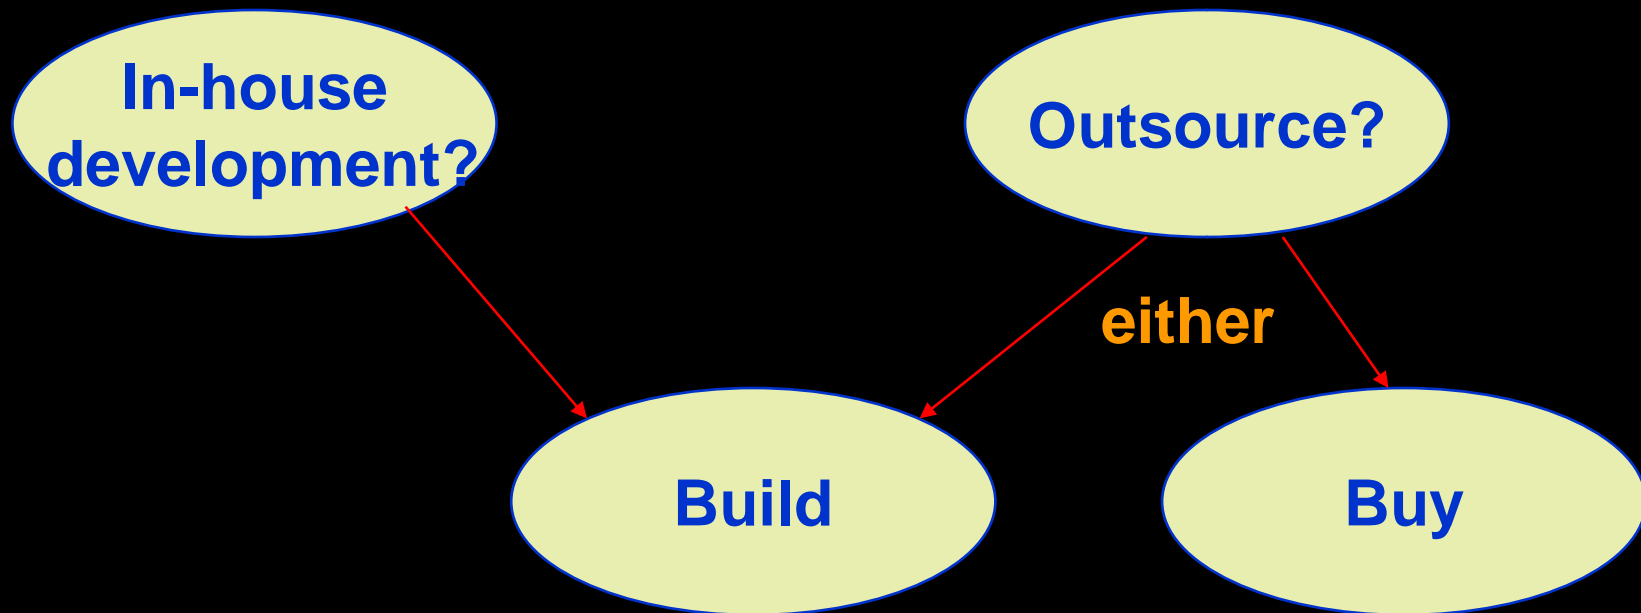 In-house
development?
Outsource?
either
Build
Buy